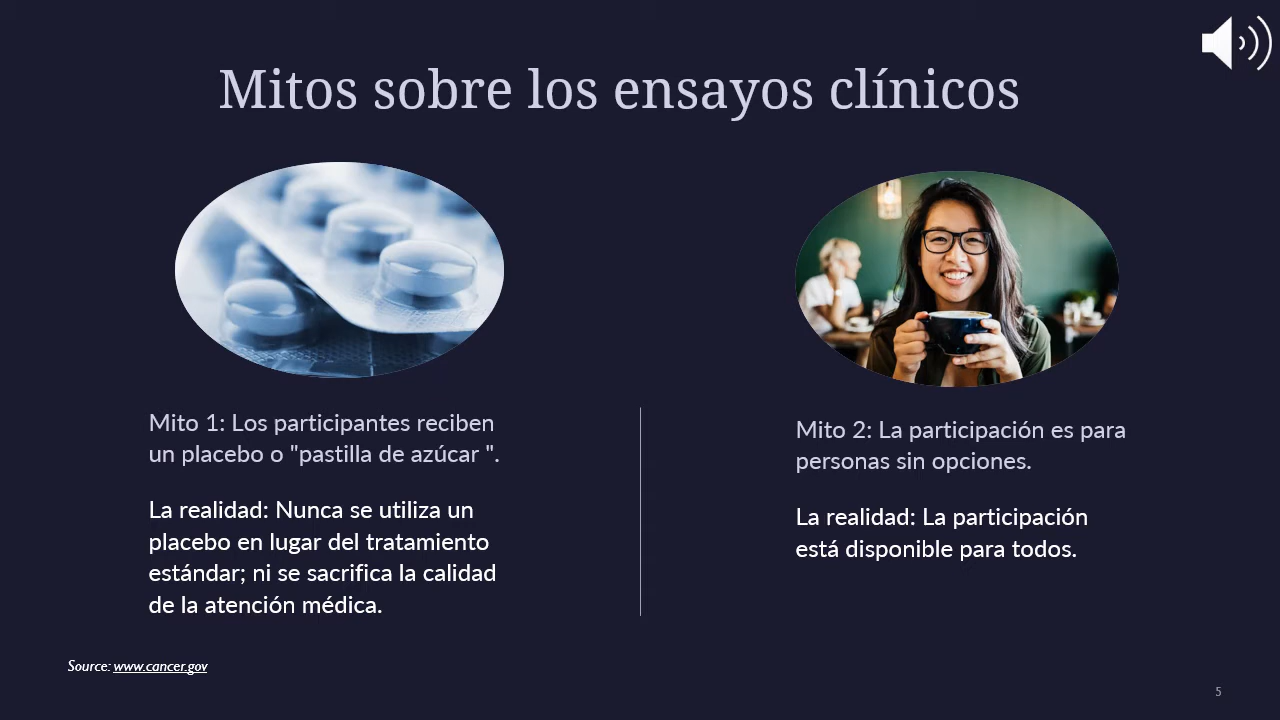 Mitos sobre los ensayos clínicos
Mito 1: Los participantes reciben
un placebo o "pastilla de azúcar ".
La realidad: Nunca se utiliza un
placebo en lugar del tratamiento
estándar; ni se sacrifica la calidad
de la atención médica.
Mito 2: La participación es para
personas sin opciones.
La realidad: La participación
está disponible para todos.
Source: www.cancer.gov
5